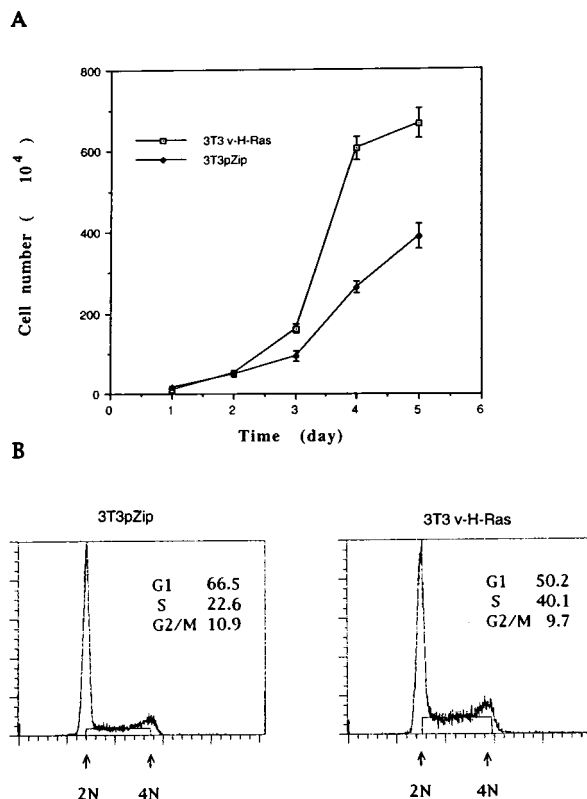 A
800
600
400
200
0
Cell number ( 10^4 )
3T3 v-H-Ras
3T3pZip
0 1 2 3 4 5 6
Time (day)
B
3T3pZip
G1 66.5
S 22.6
G2/M 10.9
2N 4N
3T3 v-H-Ras
G1 50.2
S 40.1
G2/M 9.7
2N 4N